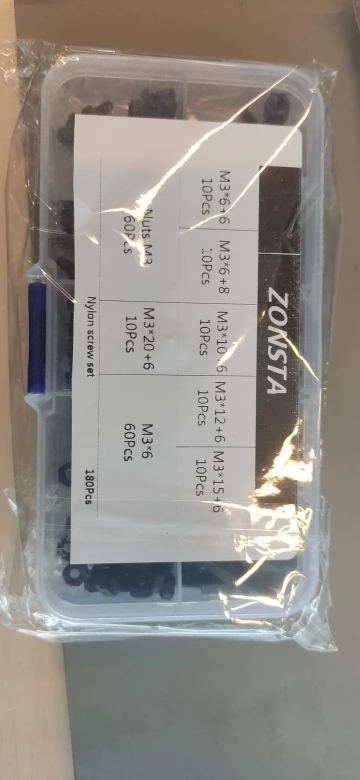 ZONSTA
M3*6+6
10Pcs
M3*6+8
10Pcs
M3*10+6
10Pcs
M3*12+6
10Pcs
M3*15+6
10Pcs
Nuts M3
60Pcs
M3*20+6
10Pcs
M3*6
60Pcs
Nylon screw set
180Pcs